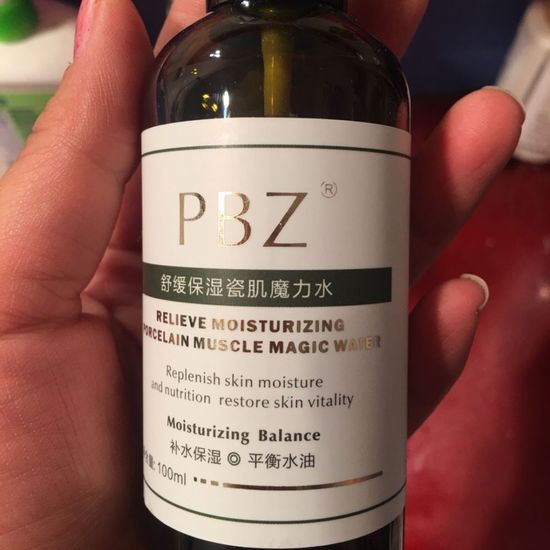 PBZ®
舒缓保湿瓷肌魔力水
RELIEVE MOISTURIZING
PORCELAIN MUSCLE MAGIC WATER
Replenish skin moisture
and nutrition restore skin vitality
Moisturizing Balance
补水保湿 ◎ 平衡水油
含量: 100ml